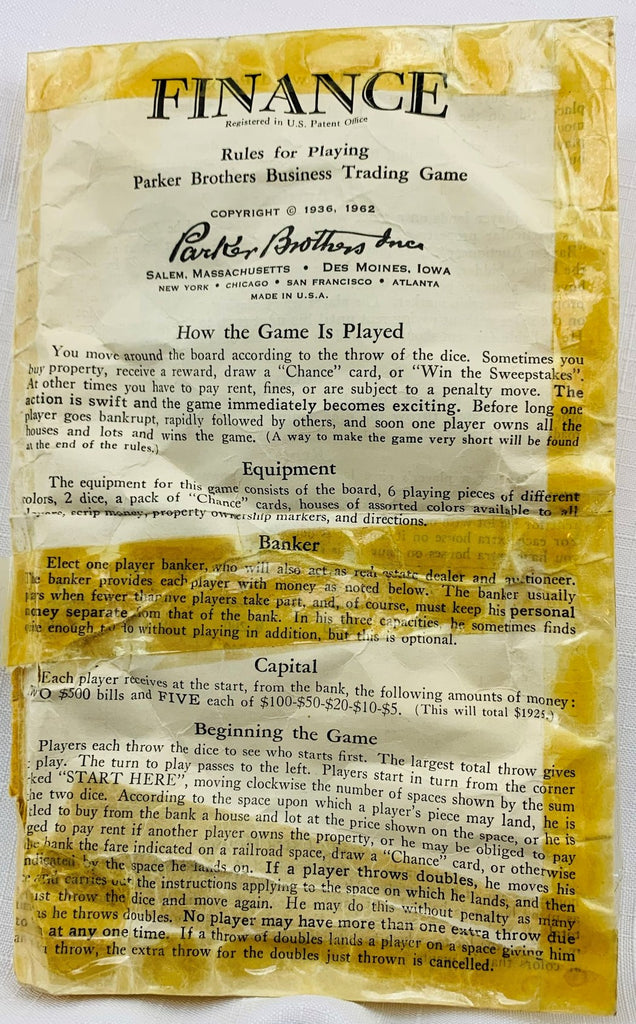 FINANCE
Registered in U.S. Patent Office
Rules for Playing
Parker Brothers Business Trading Game
COPYRIGHT © 1936, 1962
Parker Brothers Inc.
SALEM, MASSACHUSETTS • DES MOINES, IOWA
NEW YORK • CHICAGO • SAN FRANCISCO • ATLANTA
MADE IN U.S.A.
How the Game Is Played
You move around the board according to the throw of the dice. Sometimes you
buy property, receive a reward, draw a "Chance" card, or "Win the Sweepstakes".
At other times you have to pay rent, fines, or are subject to a penalty move. The
action is swift and the game immediately becomes exciting. Before long one
player goes bankrupt, rapidly followed by others, and soon one player owns all the
houses and lots and wins the game. (A way to make the game very short will be found
at the end of the rules.)
Equipment
The equipment for this game consists of the board, 6 playing pieces of different
colors, 2 dice, a pack of "Chance" cards, houses of assorted colors available to all
scrip money, property ownership markers, and directions.
Banker
Elect one player banker, who will also act as real estate dealer and auctioneer.
The banker provides each player with money as noted below. The banker usually
plays when fewer than five players take part, and, of course, must keep his personal
money separate from that of the bank. In his three capacities, he sometimes finds
enough to do without playing in addition, but this is optional.
Capital
Each player receives at the start, from the bank, the following amounts of money:
TWO $500 bills and FIVE each of $100-$50-$20-$10-$5. (This will total $1925.)
Beginning the Game
Players each throw the dice to see who starts first. The largest total throw gives
play. The turn to play passes to the left. Players start in turn from the corner
ked "START HERE", moving clockwise the number of spaces shown by the sum
the two dice. According to the space upon which a player's piece may land, he is
tled to buy from the bank a house and lot at the price shown on the space, or he is
ged to pay rent if another player owns the property, or he may be obliged to pay
the bank the fare indicated on a railroad space, draw a "Chance" card, or otherwise
indicated by the space he lands on. If a player throws doubles, he moves his
and carries out the instructions applying to the space on which he lands, and then
ust throw the dice and move again. He may do this without penalty as many
as he throws doubles. No player may have more than one extra throw due
at any one time. If a throw of doubles lands a player on a space giving him
throw, the extra throw for the doubles just thrown is cancelled.